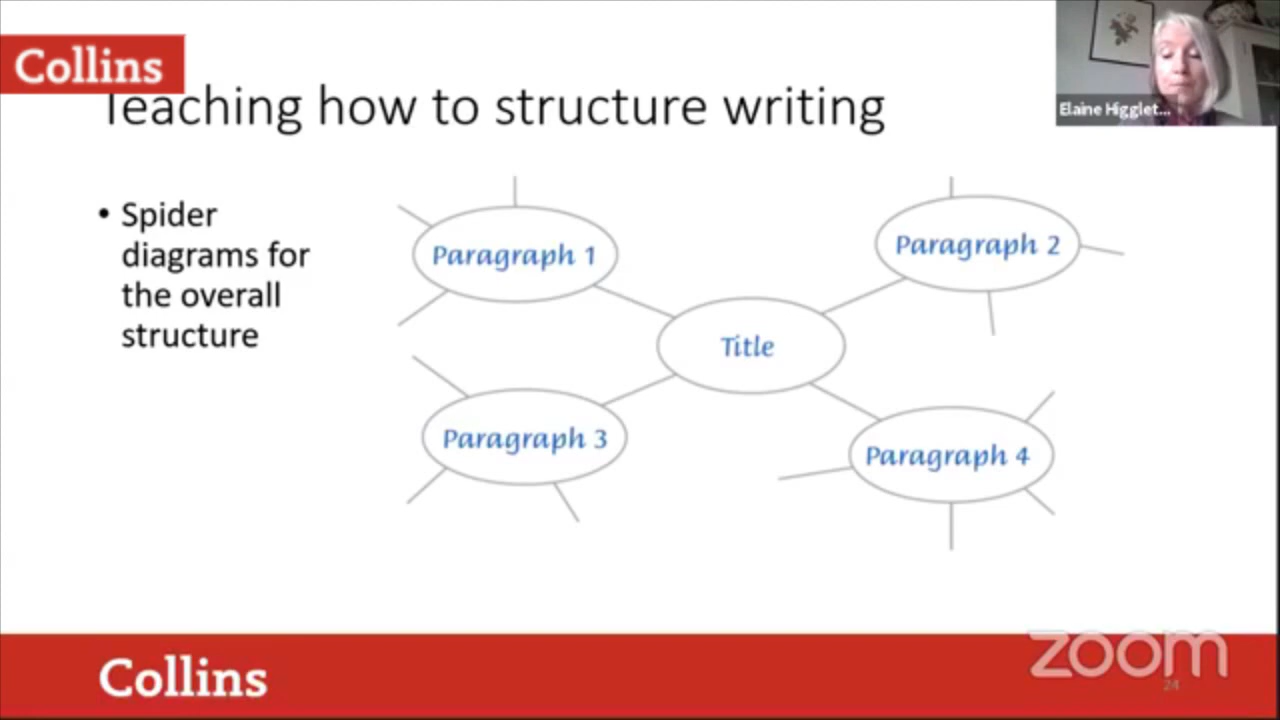 Collins
Teaching how to structure writing
Elaine Higglet...
• Spider
diagrams for
the overall
structure
Paragraph 1
Paragraph 2
Title
Paragraph 3
Paragraph 4
Collins
zoom
24